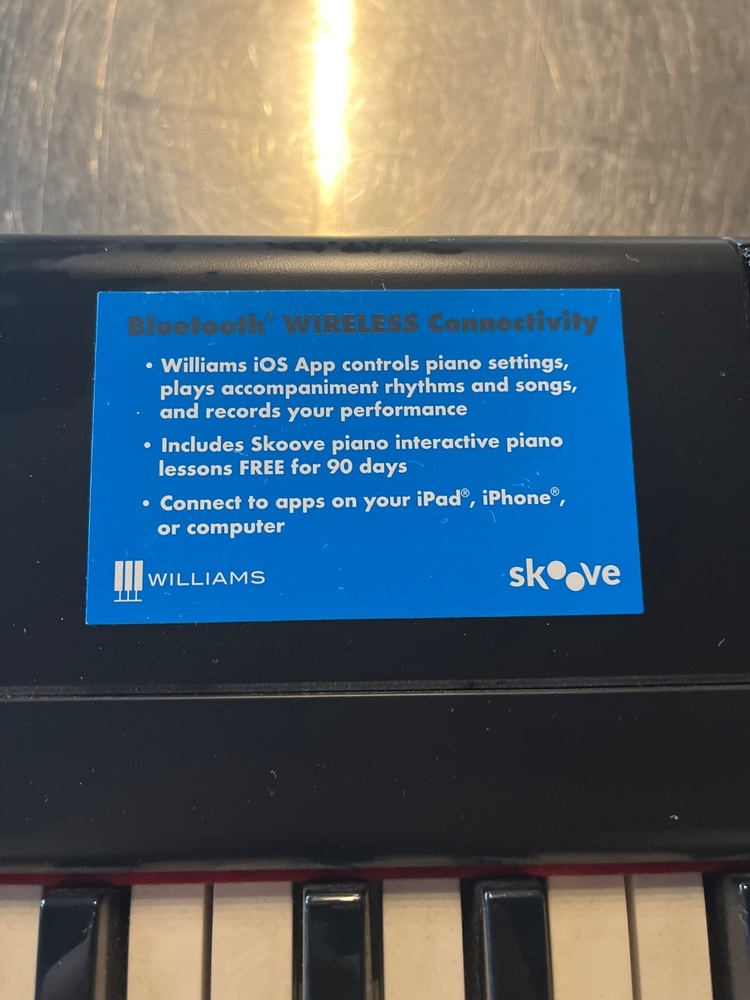 Bluetooth® WIRELESS Connectivity
• Williams iOS App controls piano settings,
plays accompaniment rhythms and songs,
and records your performance
• Includes Skoove piano interactive piano
lessons FREE for 90 days
• Connect to apps on your iPad®, iPhone®,
or computer
WILLIAMS
skoove